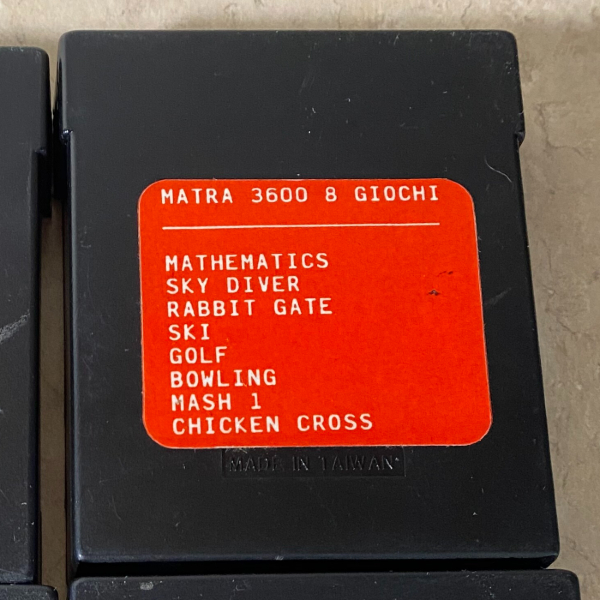 MATRA 3600 8 GIOCHI
MATHEMATICS
SKY DIVER
RABBIT GATE
SKI
GOLF
BOWLING
MASH 1
CHICKEN CROSS
MADE IN TAIWAN